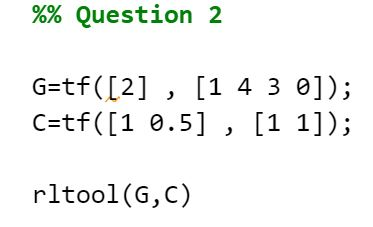 %% Question 2
G=tf([2] , [1 4 3 0]);
C=tf([1 0.5] , [1 1]);
rltool(G,C)